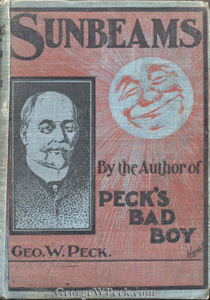 SUNBEAMS
By the Author of
PECK'S
BAD
BOY
GEO. W. PECK.
GeorgeWPeck.com